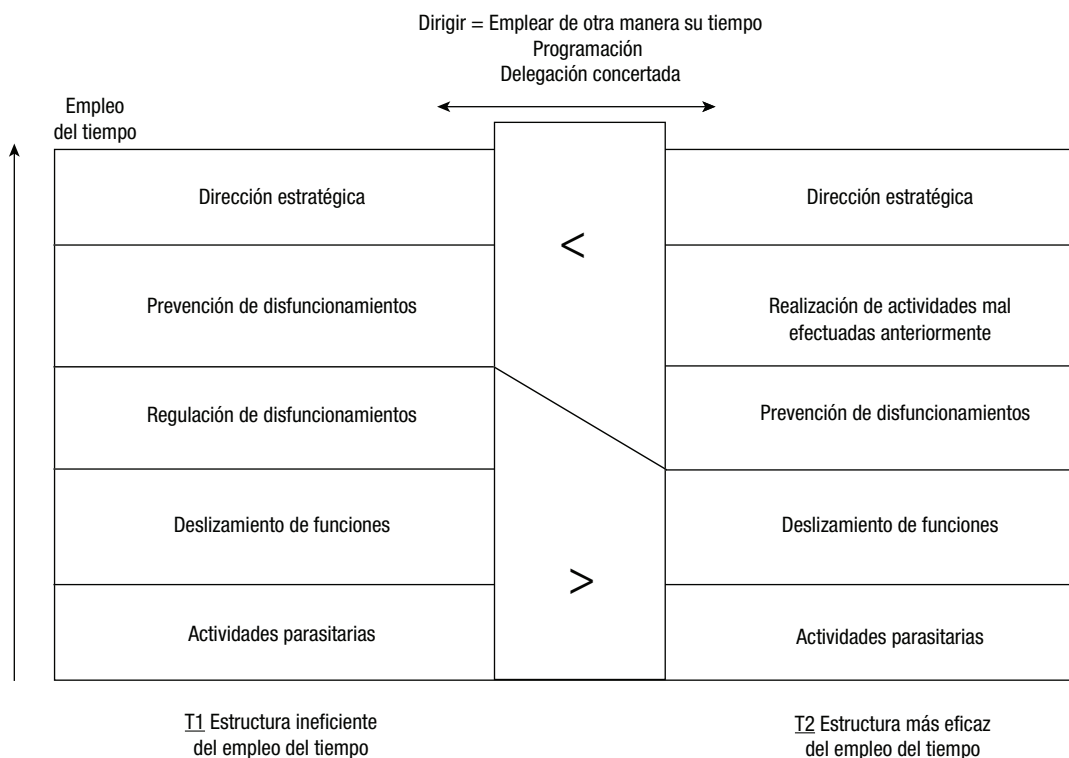 Dirigir = Emplear de otra manera su tiempo
Programación
Delegación concertada
Empleo
del tiempo
Dirección estratégica
Prevención de disfuncionamientos
Regulación de disfuncionamientos
Deslizamiento de funciones
Actividades parasitarias
<
>
Dirección estratégica
Realización de actividades mal
efectuadas anteriormente
Prevención de disfuncionamientos
Deslizamiento de funciones
Actividades parasitarias
T1 Estructura ineficiente
del empleo del tiempo
T2 Estructura más eficaz
del empleo del tiempo